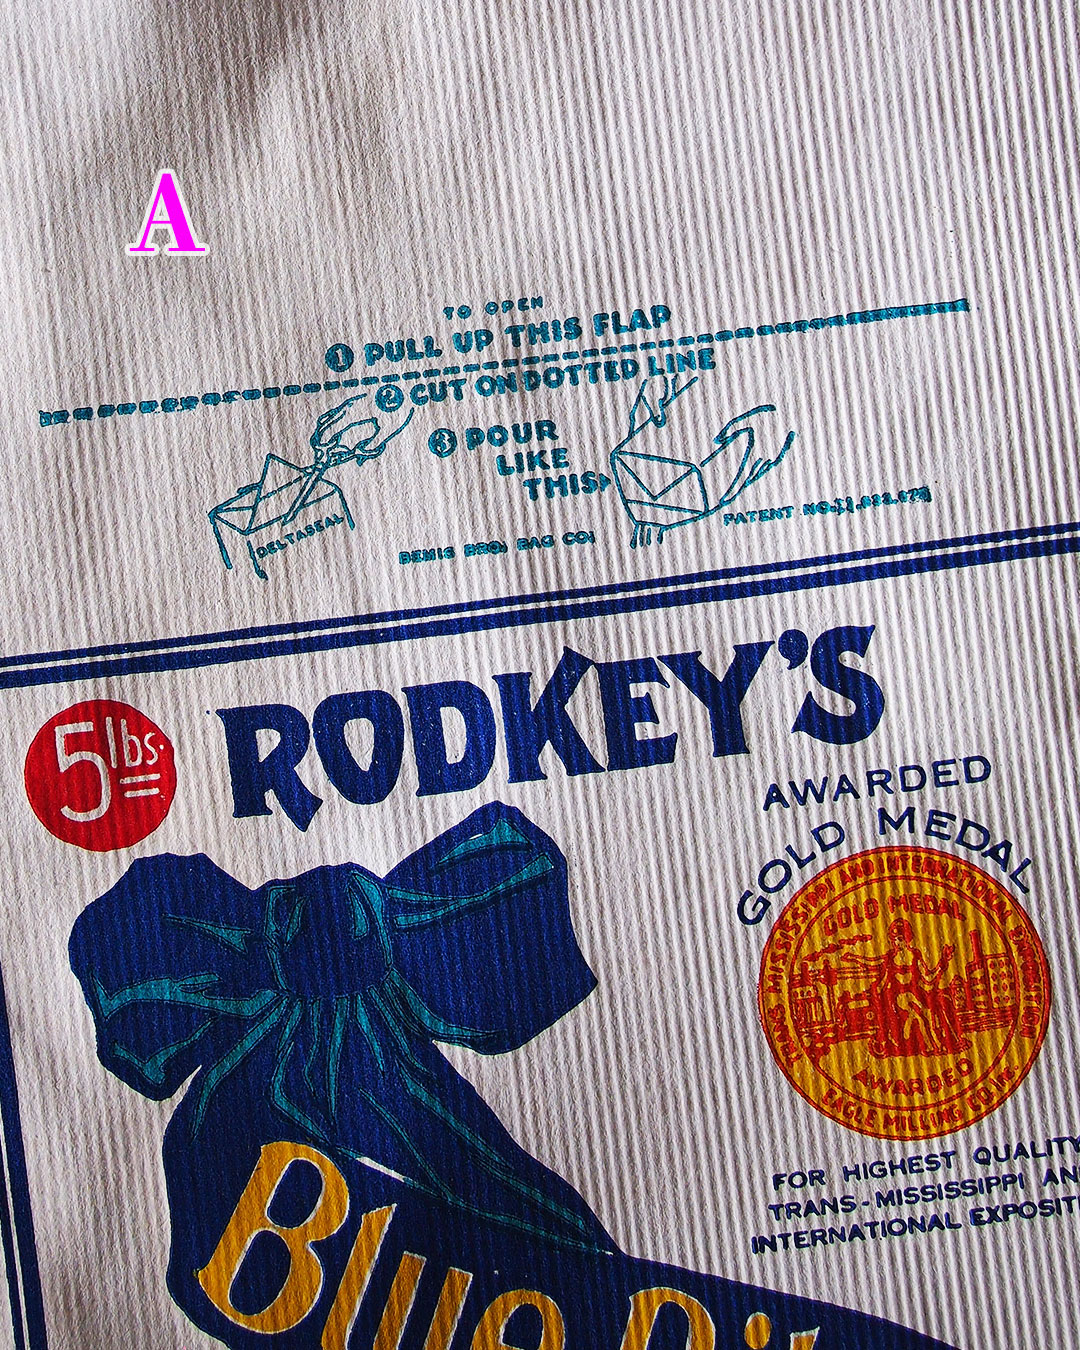 A
TO OPEN
1 PULL UP THIS FLAP
2 CUT ON DOTTED LINE
3 POUR
LIKE
THIS
DELTASEAL
BEMIS BRO. BAG CO.
PATENT NO.
5 lbs.
RODKEY'S
AWARDED
GOLD MEDAL
TRANS MISSISSIPPI AND INTERNATIONAL EXPOSITION
GOLD MEDAL
AWARDED
EAGLE MILLING CO
FOR HIGHEST QUALITY
TRANS-MISSISSIPPI AN
INTERNATIONAL EXPOSIT
Blue